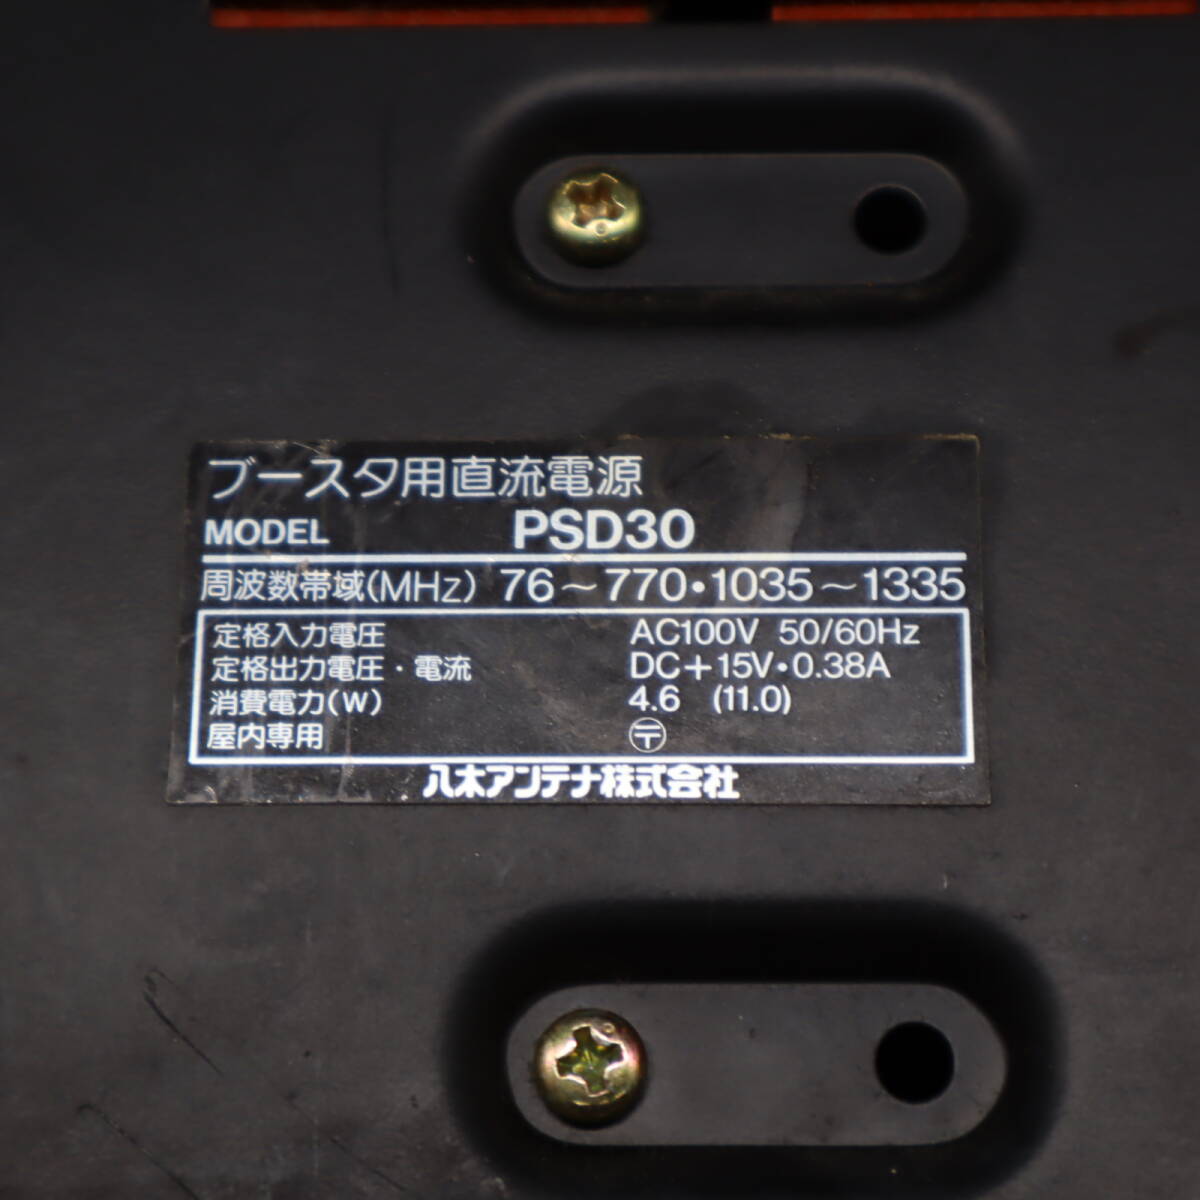 ブースタ用直流電源
MODEL PSD30
周波数帯域(MHz) 76～770・1035～1335
定格入力電圧 AC100V 50/60Hz
定格出力電圧・電流 DC＋15V・0.38A
消費電力(W) 4.6 (11.0)
屋内専用 〶
八木アンテナ株式会社